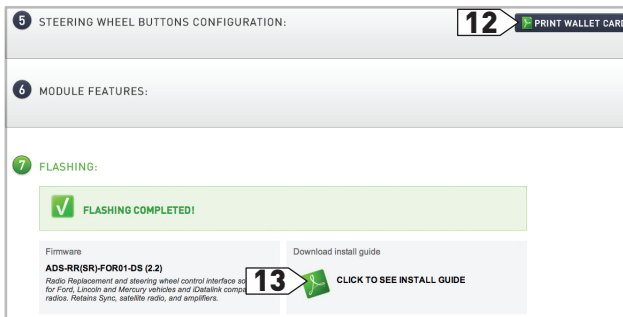 5 STEERING WHEEL BUTTONS CONFIGURATION:
12 PRINT WALLET CARD
6 MODULE FEATURES:
7 FLASHING:
FLASHING COMPLETED!
Firmware
ADS-RR(SR)-FOR01-DS (2.2)
Radio Replacement and steering wheel control interface
for Ford, Lincoln and Mercury vehicles and iDatalink
radios. Retains Sync, satellite radio, and amplifiers.
Download install guide
13 CLICK TO SEE INSTALL GUIDE